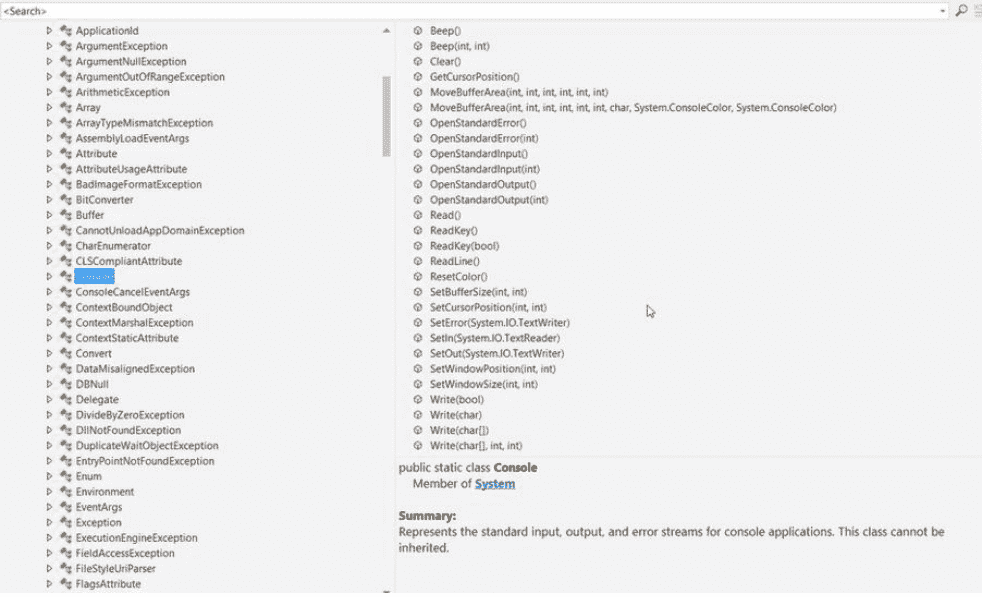 <Search>
ApplicationId
ArgumentException
ArgumentNullException
ArgumentOutOfRangeException
ArithmeticException
Array
ArrayTypeMismatchException
AssemblyLoadEventArgs
Attribute
AttributeUsageAttribute
BadImageFormatException
BitConverter
Buffer
CannotUnloadAppDomainException
CharEnumerator
CLSCompliantAttribute
ConsoleCancelEventArgs
ContextBoundObject
ContextMarshalException
ContextStaticAttribute
Convert
DataMisalignedException
DBNull
Delegate
DivideByZeroException
DllNotFoundException
DuplicateWaitObjectException
EntryPointNotFoundException
Enum
Environment
EventArgs
Exception
ExecutionEngineException
FieldAccessException
FileStyleUriParser
FlagsAttribute
Beep()
Beep(int, int)
Clear()
GetCursorPosition()
MoveBufferArea(int, int, int, int, int, int)
MoveBufferArea(int, int, int, int, int, int, char, System.ConsoleColor, System.ConsoleColor)
OpenStandardError()
OpenStandardError(int)
OpenStandardInput()
OpenStandardInput(int)
OpenStandardOutput()
OpenStandardOutput(int)
Read()
ReadKey()
ReadKey(bool)
ReadLine()
ResetColor()
SetBufferSize(int, int)
SetCursorPosition(int, int)
SetError(System.IO.TextWriter)
SetIn(System.IO.TextReader)
SetOut(System.IO.TextWriter)
SetWindowPosition(int, int)
SetWindowSize(int, int)
Write(bool)
Write(char)
Write(char[])
Write(char[], int, int)
public static class Console
Member of System
Summary:
Represents the standard input, output, and error streams for console applications. This class cannot be
inherited.